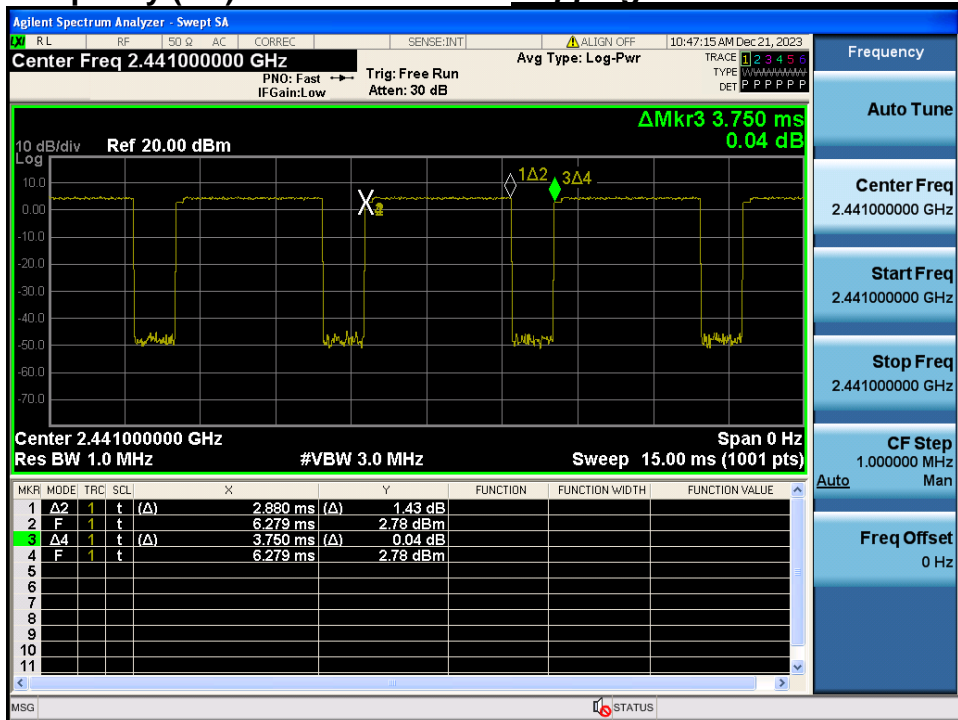 Agilent Spectrum Analyzer - Swept SA
LXI RL RF 50 Ω AC CORREC SENSE:INT ALIGN OFF 10:47:15 AM Dec 21, 2023
Center Freq 2.441000000 GHz
PNO: Fast
IFGain:Low
Trig: Free Run
Atten: 30 dB
Avg Type: Log-Pwr
TRACE 1 2 3 4 5 6
TYPE
DET P P P P P P
ΔMkr3 3.750 ms
0.04 dB
10 dB/div Ref 20.00 dBm
Log
10.0
0.00
-10.0
-20.0
-30.0
-40.0
-50.0
-60.0
-70.0
1Δ2
3Δ4
Center 2.441000000 GHz Span 0 Hz
Res BW 1.0 MHz #VBW 3.0 MHz Sweep 15.00 ms (1001 pts)
MKR MODE TRC SCL X Y FUNCTION FUNCTION WIDTH FUNCTION VALUE
1 Δ2 1 t (Δ) 2.880 ms (Δ) 1.43 dB
2 F 1 t 6.279 ms 2.78 dBm
3 Δ4 1 t (Δ) 3.750 ms (Δ) 0.04 dB
4 F 1 t 6.279 ms 2.78 dBm
5
6
7
8
9
10
11
MSG STATUS
Frequency
Auto Tune
Center Freq
2.441000000 GHz
Start Freq
2.441000000 GHz
Stop Freq
2.441000000 GHz
CF Step
1.000000 MHz
Auto Man
Freq Offset
0 Hz